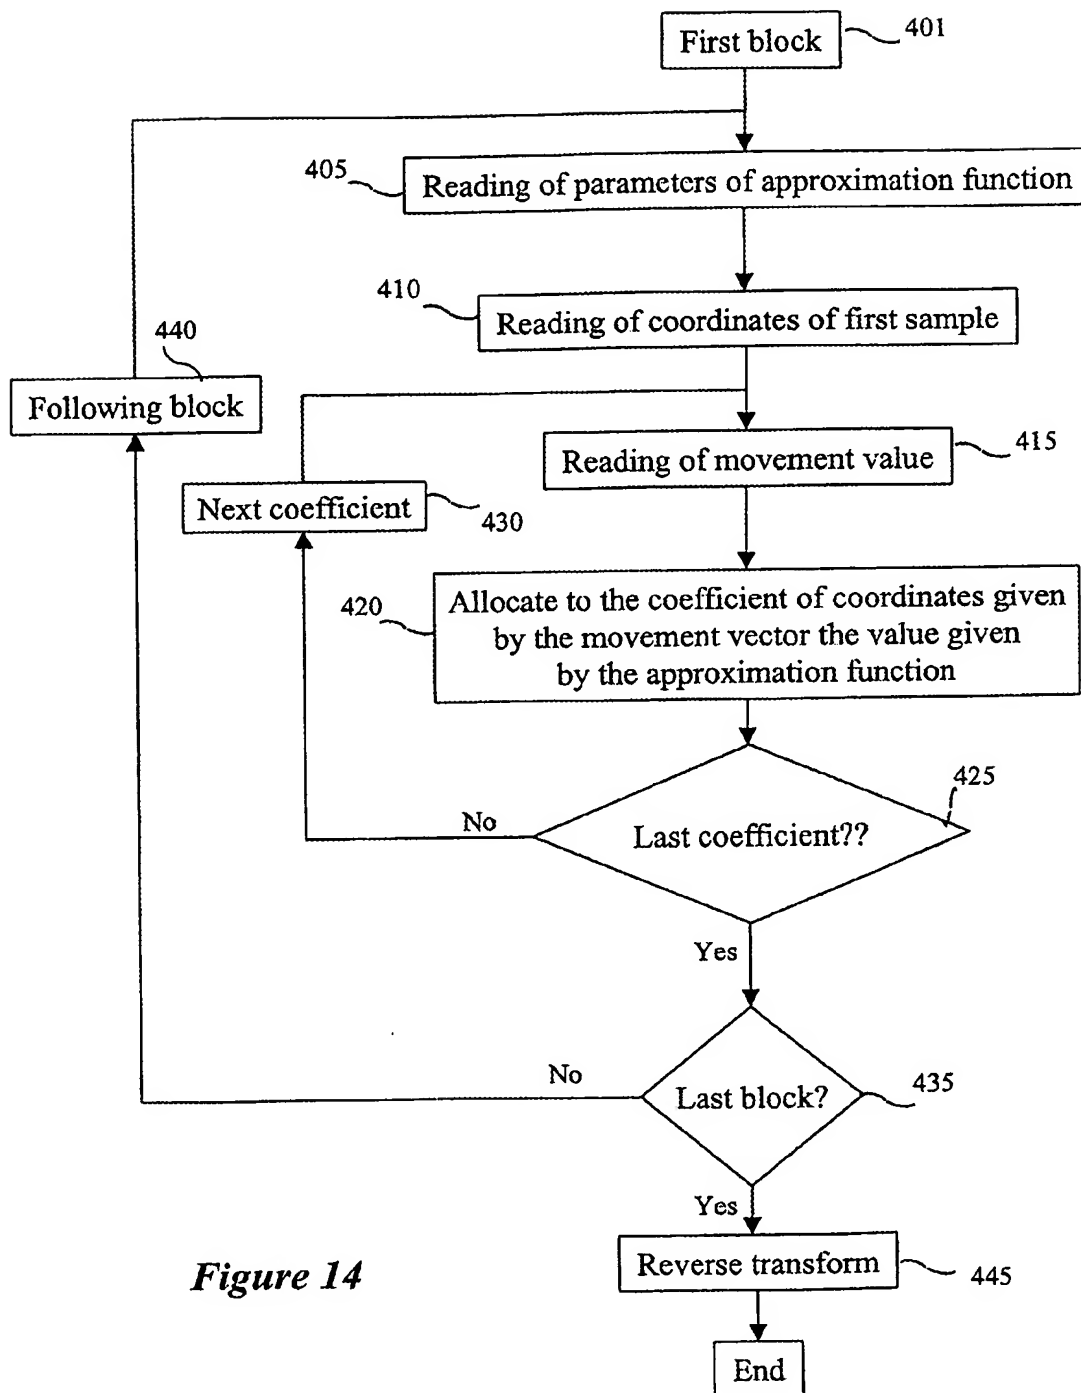 First block
401
405
Reading of parameters of approximation function
410
Reading of coordinates of first sample
440
Following block
Reading of movement value
415
Next coefficient
430
420
Allocate to the coefficient of coordinates given
by the movement vector the value given
by the approximation function
425
No
Last coefficient??
Yes
No
Last block?
435
Yes
Reverse transform
445
Figure 14
End